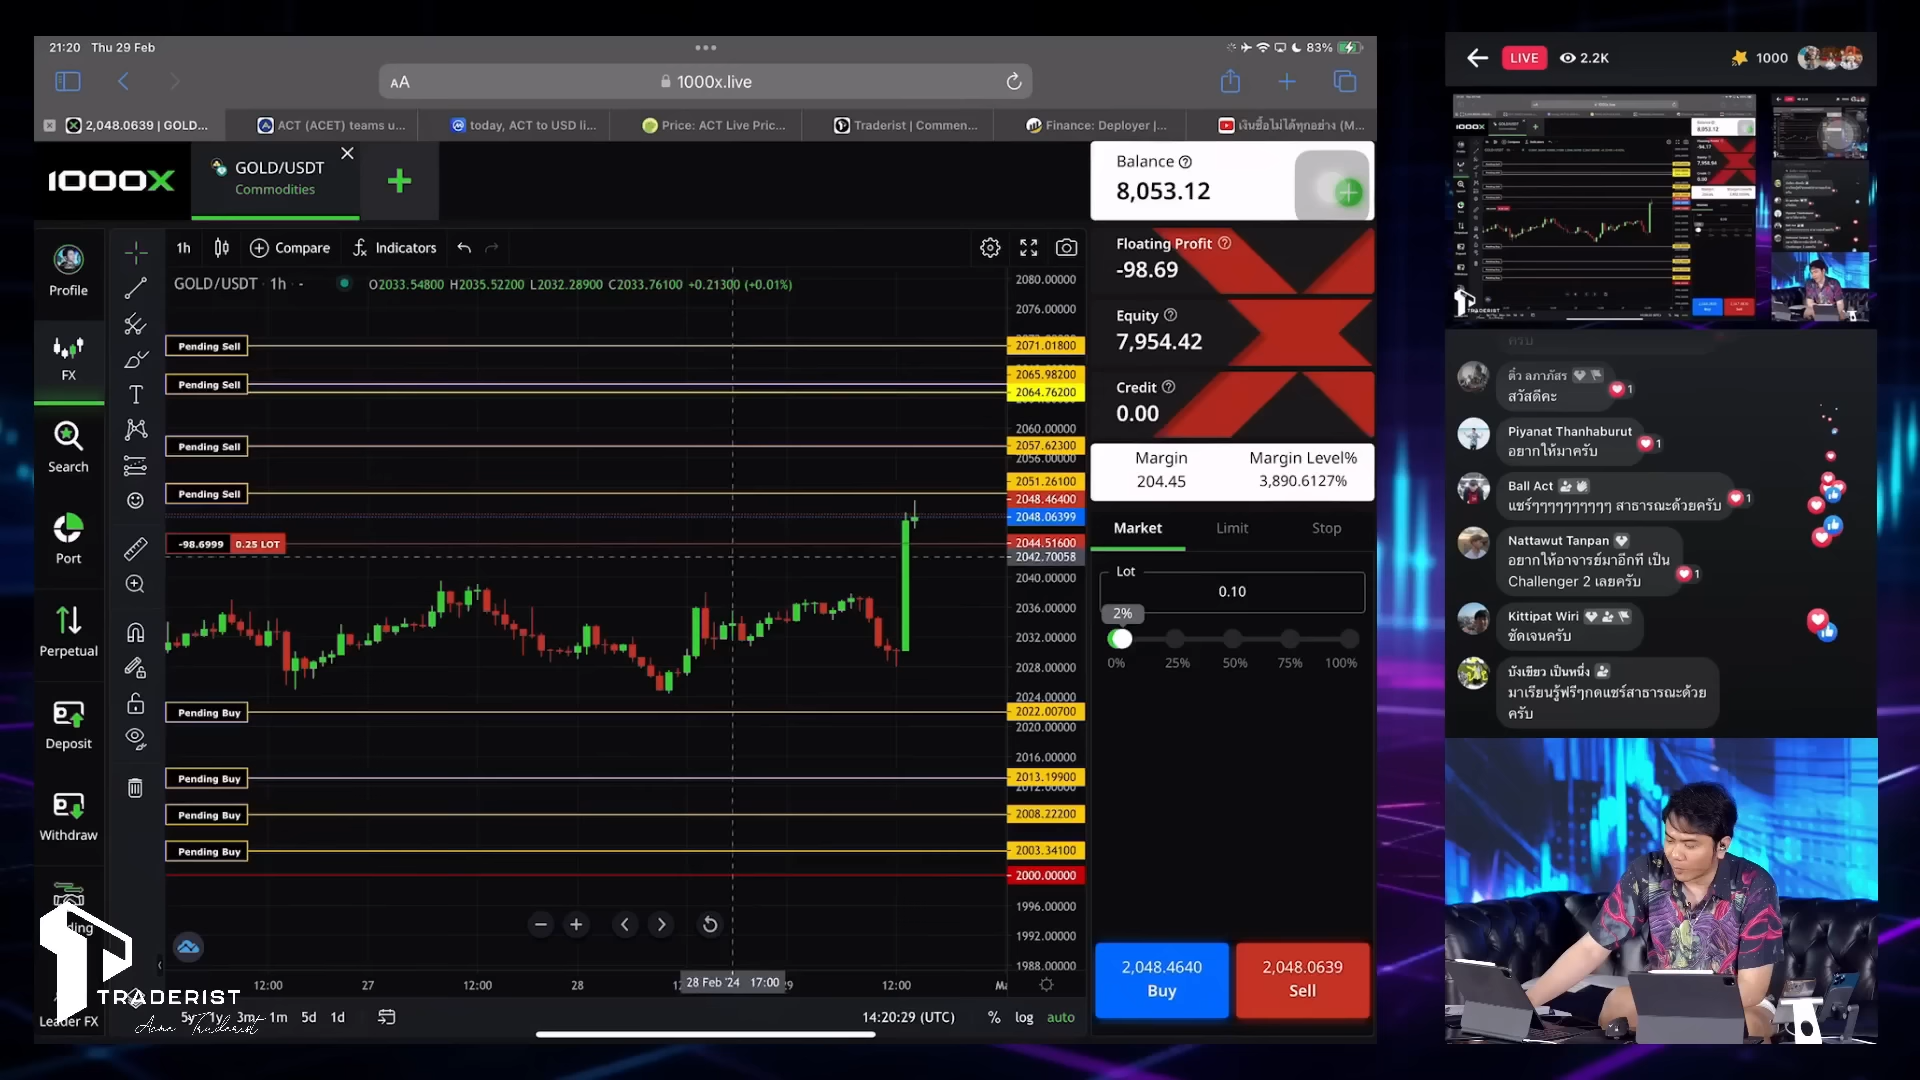 21:20 Thu 29 Feb
83%
AA
1000x.live
2,048.0639 | GOLD...
ACT (ACET) teams u...
today, ACT to USD li...
Price: ACT Live Pric...
Traderist | Commen...
Finance: Deployer |...
เงินซื้อไม่ได้ทุกอย่าง (M...
1000X
GOLD/USDT
Commodities
Balance
8,053.12
Floating Profit
-98.69
Equity
7,954.42
Credit
0.00
Margin
204.45
Margin Level%
3,890.6127%
Market
Limit
Stop
Lot
0.10
2%
0%
25%
50%
75%
100%
2,048.4640
Buy
2,048.0639
Sell
Profile
FX
Search
Port
Perpetual
Deposit
Withdraw
Leader FX
1h
Compare
Indicators
GOLD/USDT · 1h · -
O2033.54800 H2035.52200 L2032.28900 C2033.76100 +0.21300 (+0.01%)
Pending Sell
Pending Sell
Pending Sell
Pending Sell
-98.6999 0.25 LOT
Pending Buy
Pending Buy
Pending Buy
Pending Buy
2080.00000
2076.00000
2071.01800
2065.98200
2064.76200
2060.00000
2057.62300
2056.00000
2051.26100
2048.46400
2048.06399
2044.51600
2042.70058
2040.00000
2036.00000
2032.00000
2028.00000
2024.00000
2022.00700
2020.00000
2016.00000
2013.19900
2012.00000
2008.22200
2003.34100
2000.00000
1996.00000
1992.00000
1988.00000
12:00
27
12:00
28
28 Feb '24 17:00
12:00
5y
1y
3m
1m
5d
1d
14:20:29 (UTC)
%
log
auto
TRADERIST
LIVE
2.2K
1000
ครับ
ติ๋ว ลภาภัสร
สวัสดีคะ
1
Piyanat Thanhaburut
อยากให้มาครับ
1
Ball Act
แชร์ๆๆๆๆๆๆๆๆๆๆ สาธารณะด้วยครับ
1
Nattawut Tanpan
อยากให้อาจารย์มาอีกที เป็น
Challenger 2 เลยครับ
1
Kittipat Wiri
ชัดเจนครับ
บังเขียว เป็นหนึ่ง
มาเรียนรู้ฟรีๆกดแชร์สาธารณะด้วย
ครับ